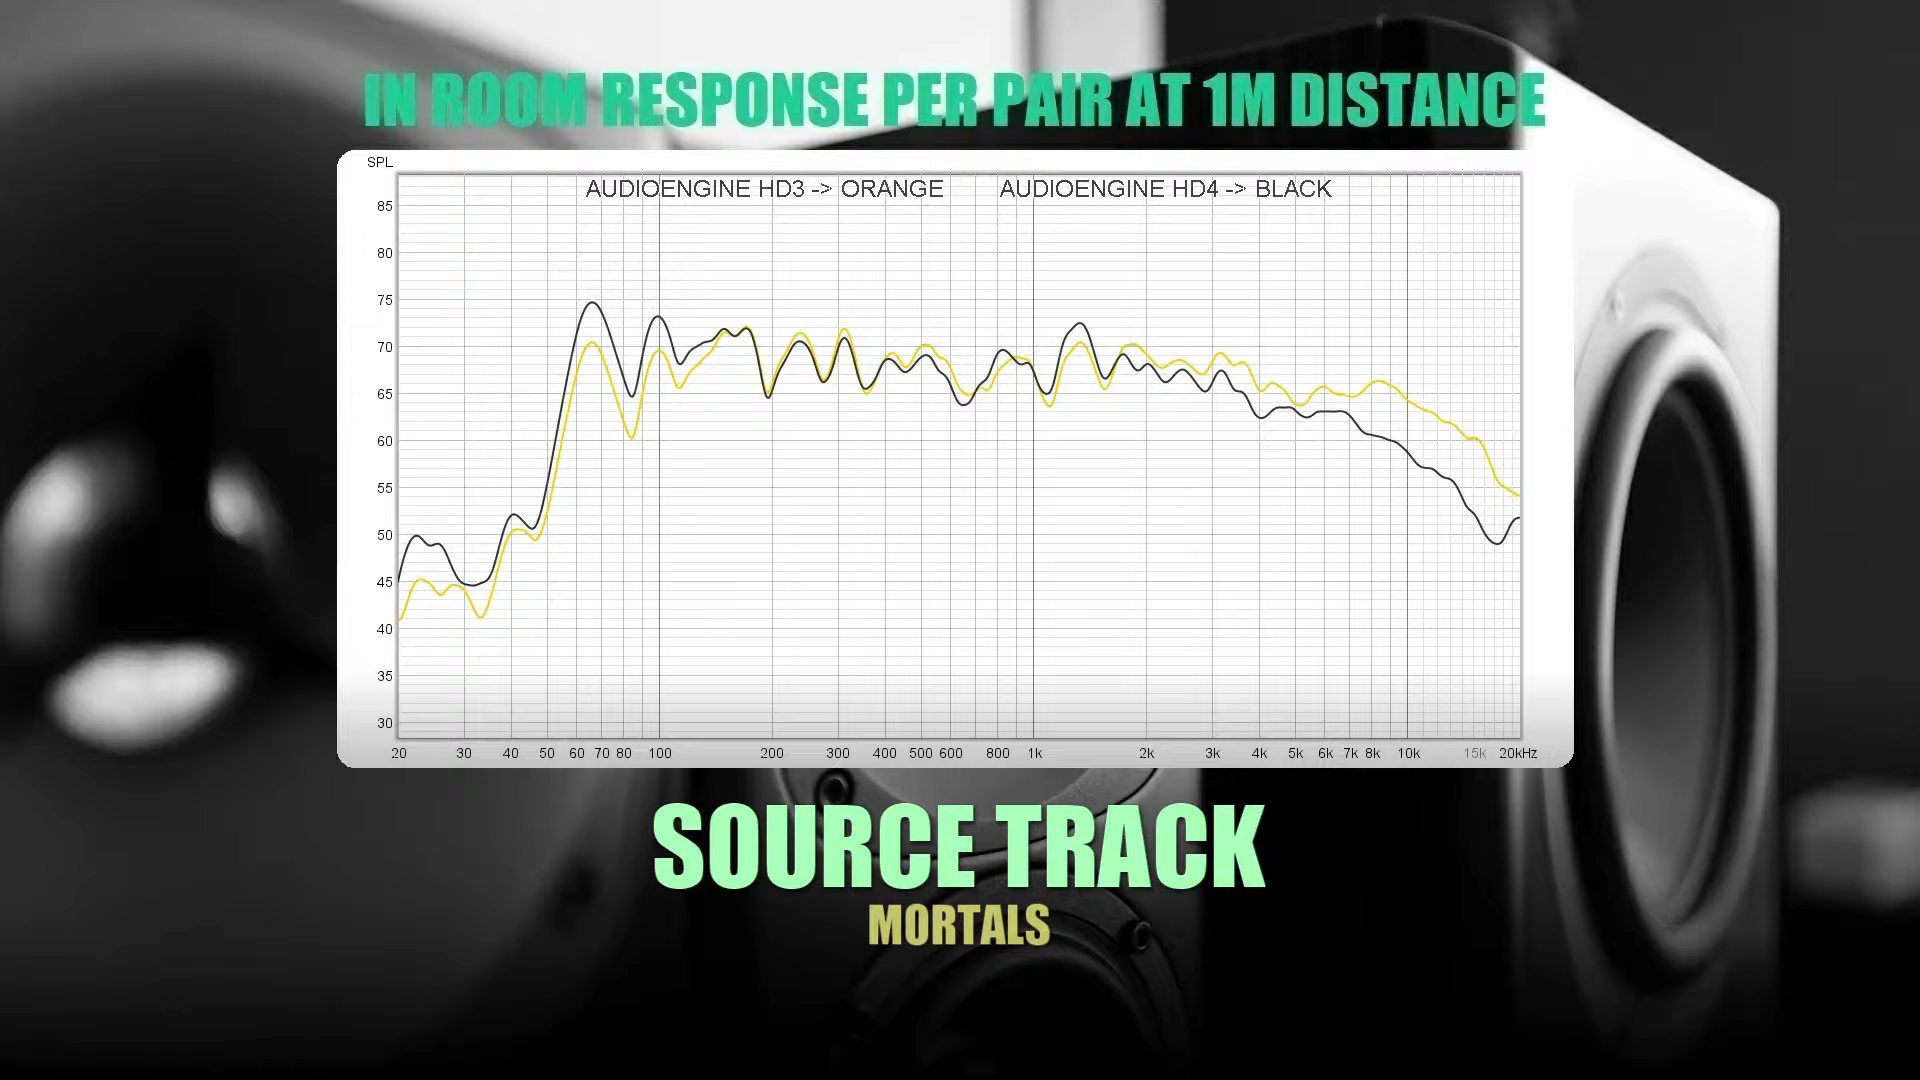 IN ROOM RESPONSE PER PAIR AT 1M DISTANCE
SPL
AUDIOENGINE HD3 -> ORANGE AUDIOENGINE HD4 -> BLACK
85
80
75
70
65
60
55
50
45
40
35
30
20 30 40 50 60 70 80 100 200 300 400 500 600 800 1k 2k 3k 4k 5k 6k 7k 8k 10k 15k 20kHz
SOURCE TRACK
MORTALS